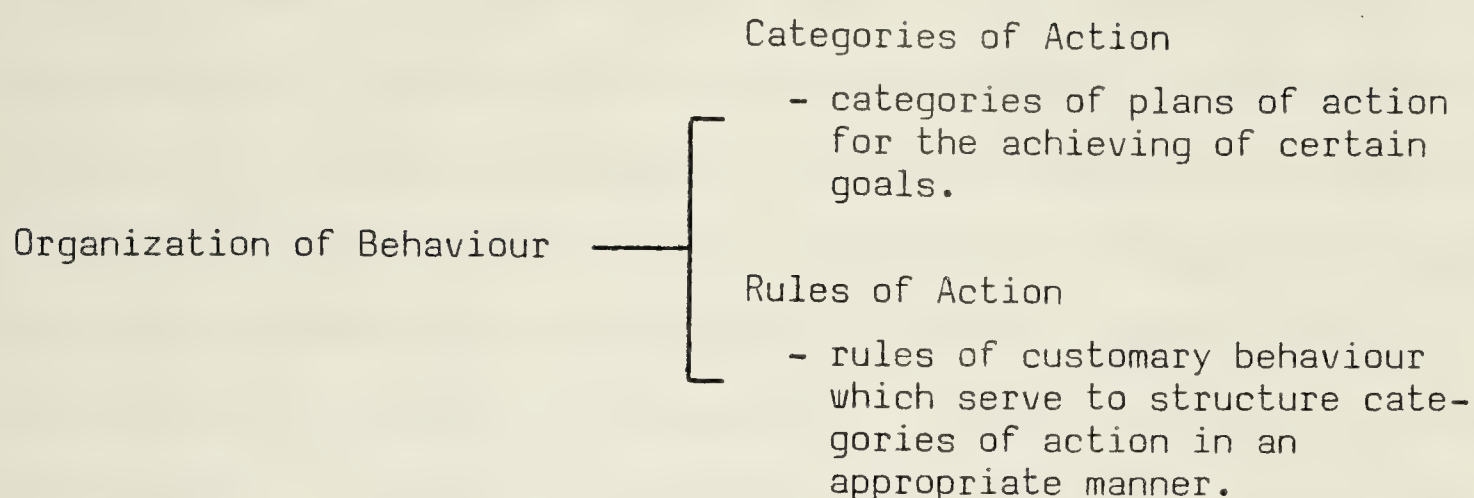 Categories of Action
- categories of plans of action
for the achieving of certain
goals.
Organization of Behaviour
Rules of Action
- rules of customary behaviour
which serve to structure cate-
gories of action in an
appropriate manner.